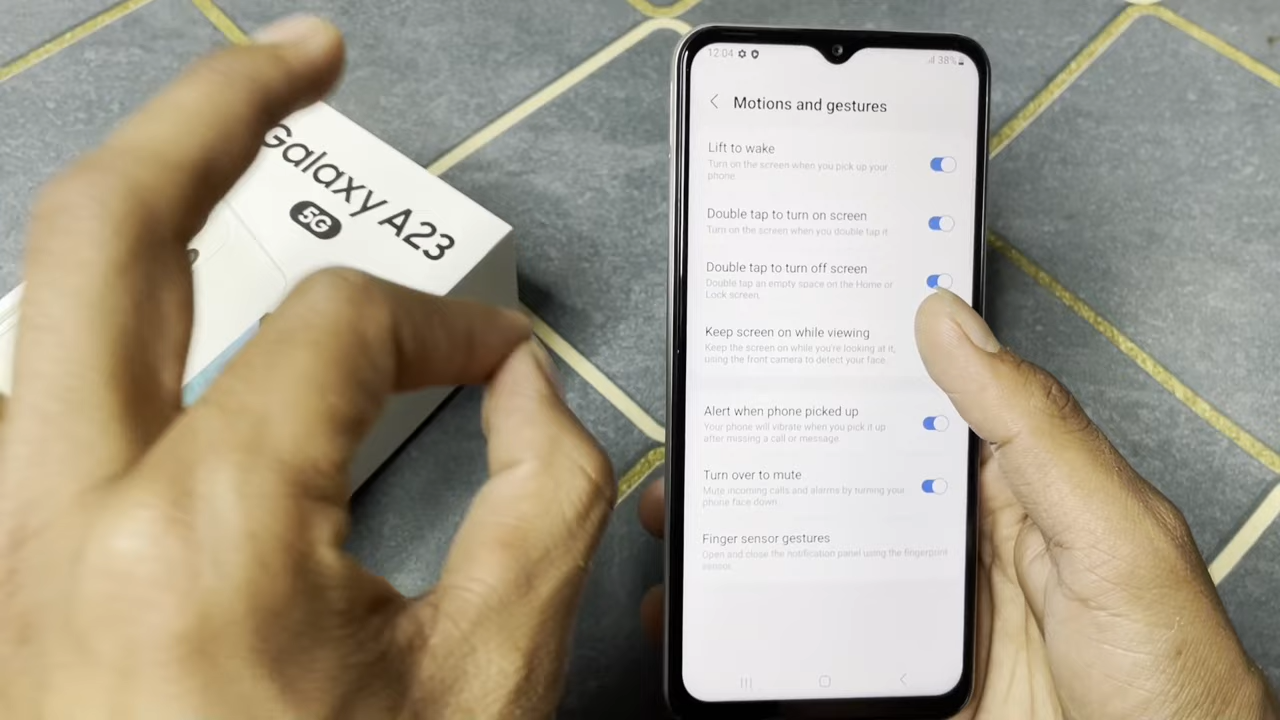 Galaxy A23
5G
12:04
38%
Motions and gestures
Lift to wake
Turn on the screen when you pick up your
phone.
Double tap to turn on screen
Turn on the screen when you double tap it.
Double tap to turn off screen
Double tap an empty space on the Home or
Lock screen.
Keep screen on while viewing
Keep the screen on while you're looking at it,
using the front camera to detect your face.
Alert when phone picked up
Your phone will vibrate when you pick it up
after missing a call or message.
Turn over to mute
Mute incoming calls and alarms by turning your
phone face down.
Finger sensor gestures
Open and close the notification panel using the fingerprint
sensor.